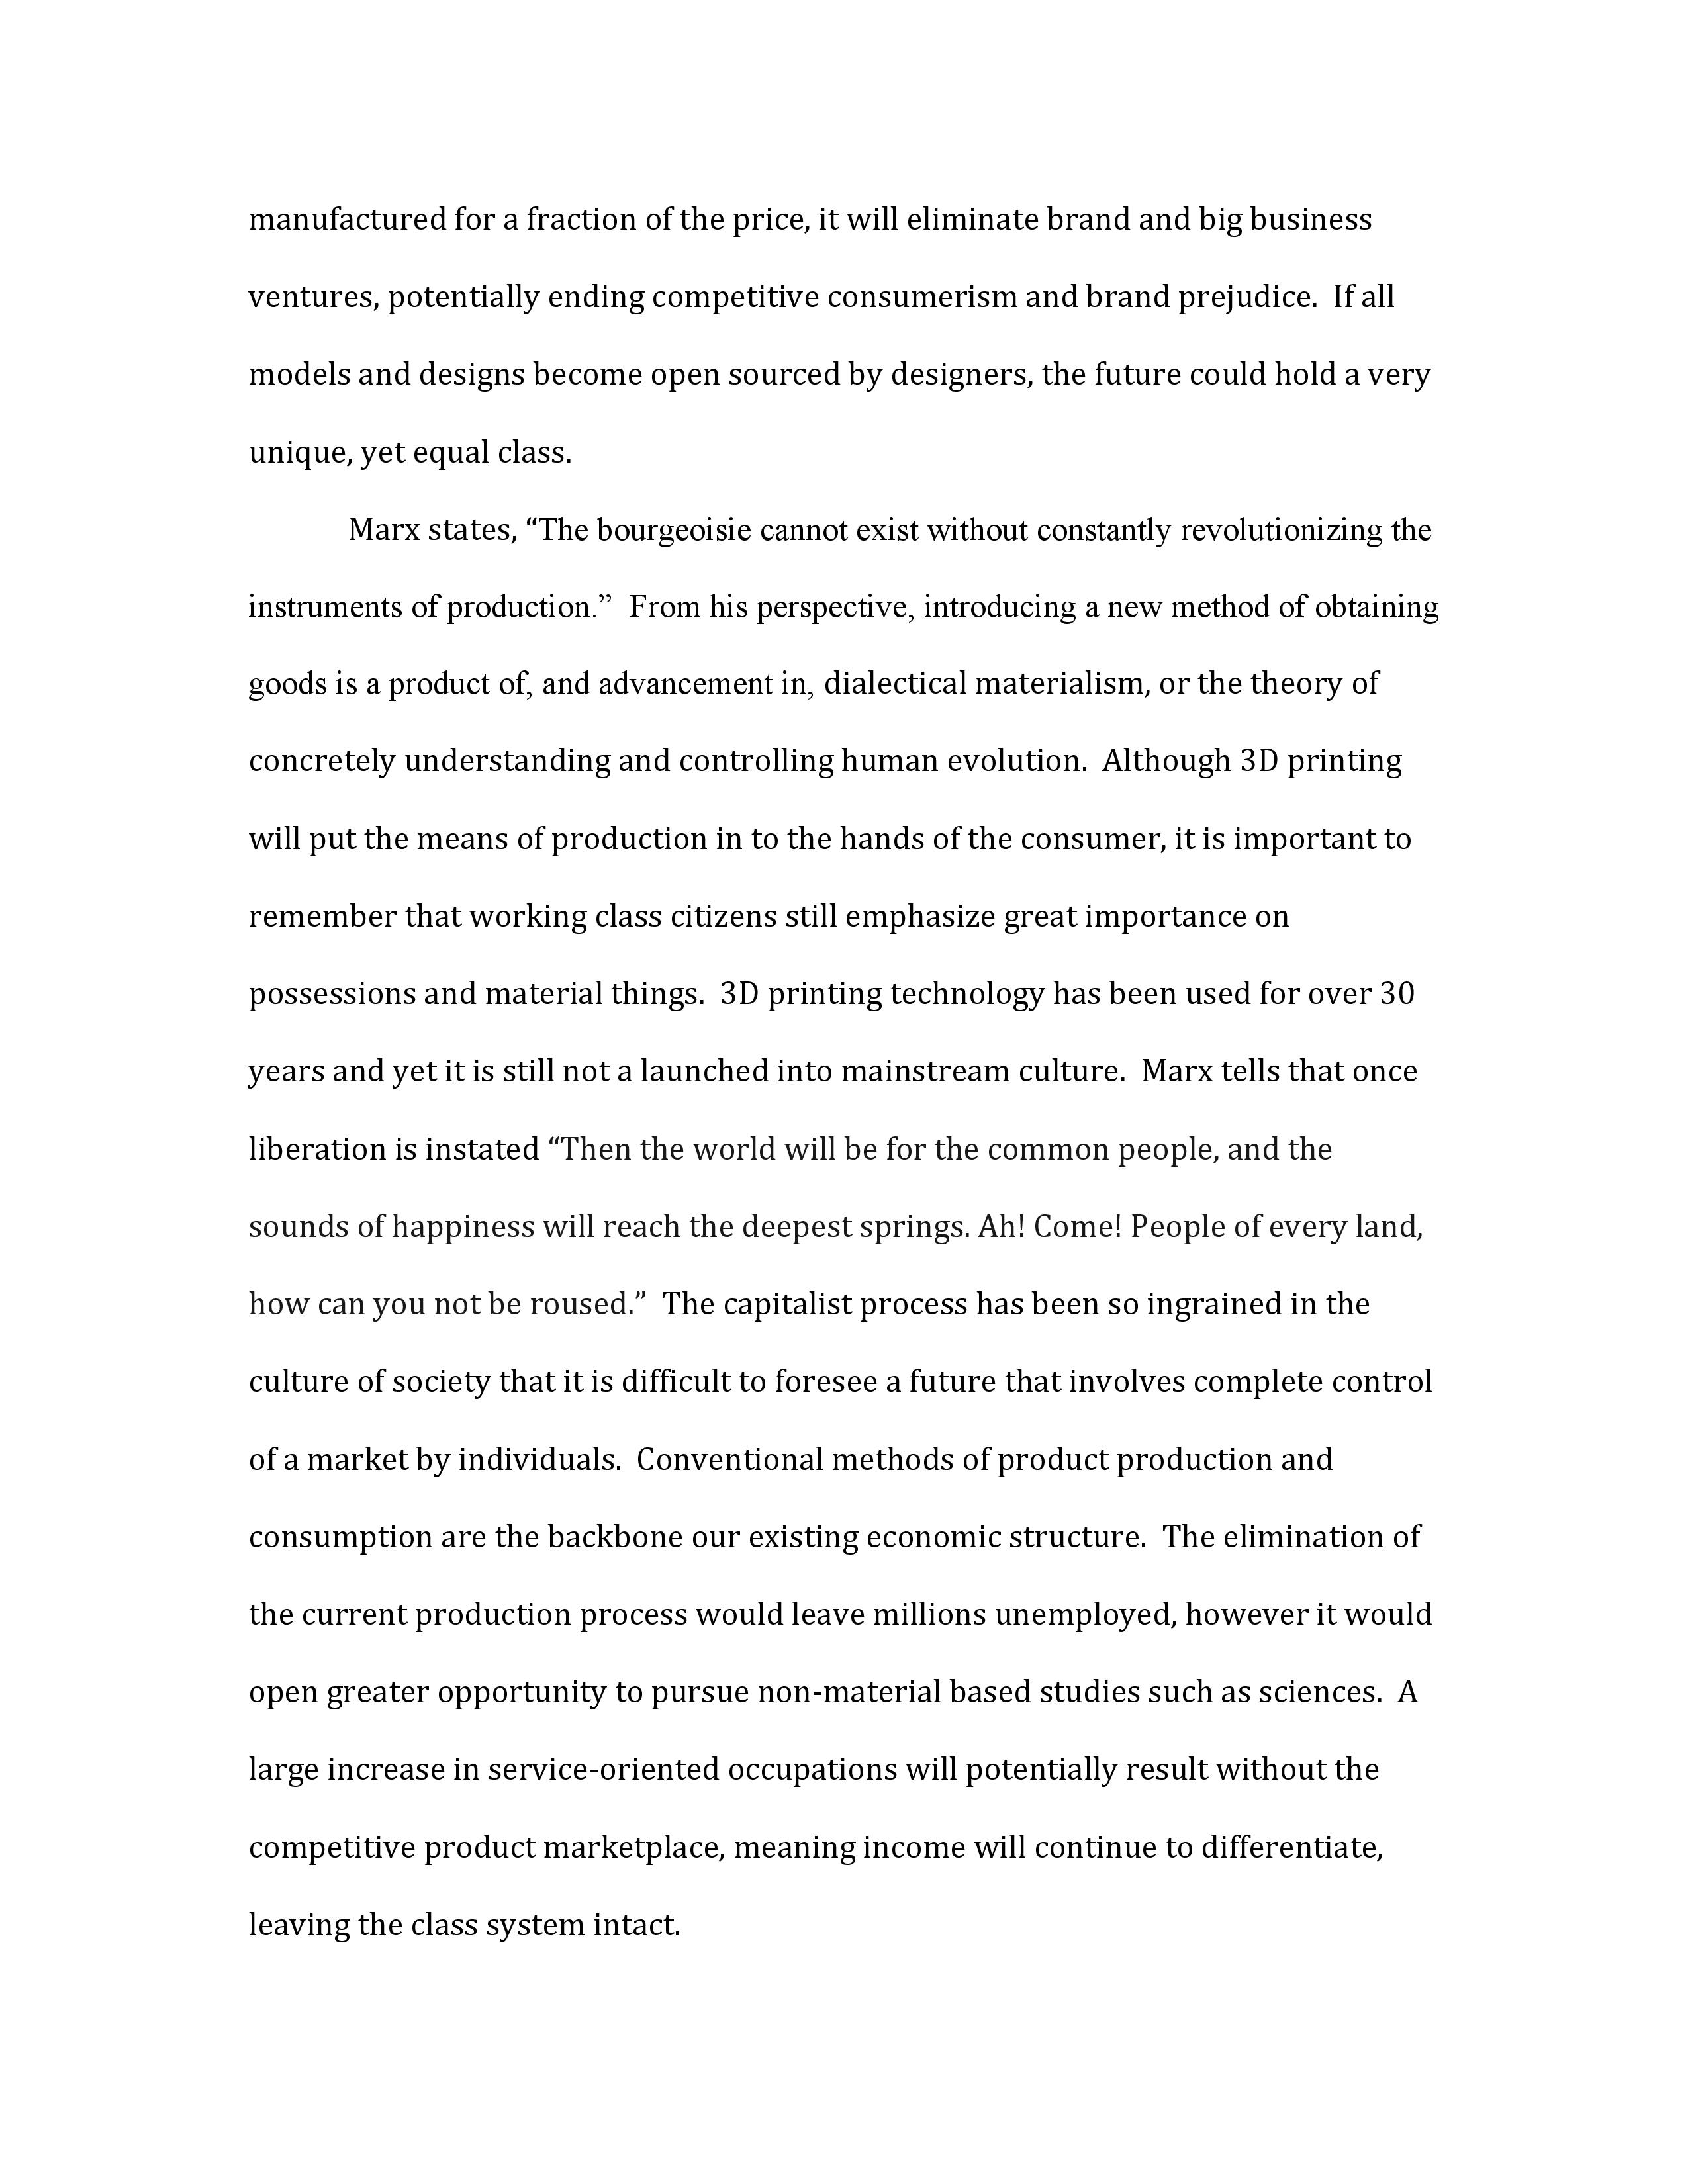 manufactured for a fraction of the price, it will eliminate brand and big business
ventures, potentially ending competitive consumerism and brand prejudice.  If all
models and designs become open sourced by designers, the future could hold a very
unique, yet equal class.
Marx states, “The bourgeoisie cannot exist without constantly revolutionizing the
instruments of production.”  From his perspective, introducing a new method of obtaining
goods is a product of, and advancement in, dialectical materialism, or the theory of
concretely understanding and controlling human evolution.  Although 3D printing
will put the means of production in to the hands of the consumer, it is important to
remember that working class citizens still emphasize great importance on
possessions and material things.  3D printing technology has been used for over 30
years and yet it is still not a launched into mainstream culture.  Marx tells that once
liberation is instated “Then the world will be for the common people, and the
sounds of happiness will reach the deepest springs. Ah! Come! People of every land,
how can you not be roused.”  The capitalist process has been so ingrained in the
culture of society that it is difficult to foresee a future that involves complete control
of a market by individuals.  Conventional methods of product production and
consumption are the backbone our existing economic structure.  The elimination of
the current production process would leave millions unemployed, however it would
open greater opportunity to pursue non-material based studies such as sciences.  A
large increase in service-oriented occupations will potentially result without the
competitive product marketplace, meaning income will continue to differentiate,
leaving the class system intact.